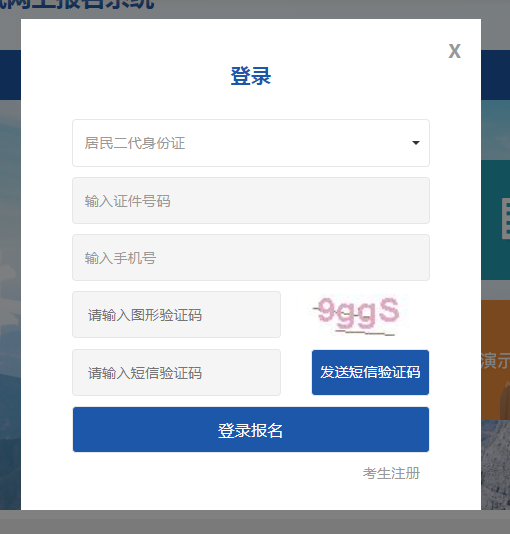 网上报名系统
X
登录
居民二代身份证
输入证件号码
输入手机号
请输入图形验证码
9ggS
请输入短信验证码
发送短信验证码
演示
登录报名
考生注册